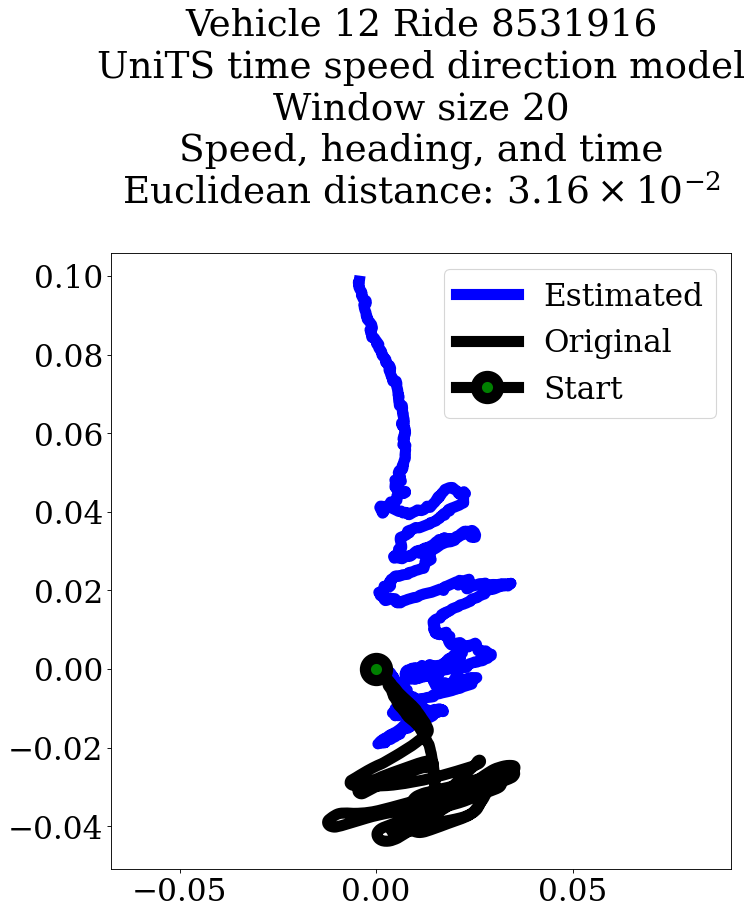 Vehicle 12 Ride 8531916
UniTS time speed direction model
Window size 20
Speed, heading, and time
Euclidean distance: 3.16 × 10⁻²
Estimated
Original
Start
0.10
0.08
0.06
0.04
0.02
0.00
−0.02
−0.04
−0.05 0.00 0.05